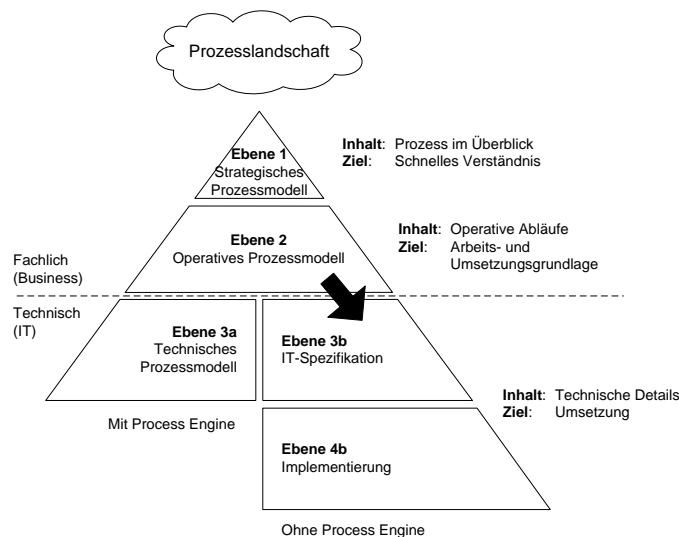 Prozesslandschaft
Ebene 1
Strategisches
Prozessmodell
Inhalt: Prozess im Überblick
Ziel: Schnelles Verständnis
Ebene 2
Operatives Prozessmodell
Inhalt: Operative Abläufe
Ziel: Arbeits- und
Umsetzungsgrundlage
Fachlich
(Business)
Technisch
(IT)
Ebene 3a
Technisches
Prozessmodell
Ebene 3b
IT-Spezifikation
Inhalt: Technische Details
Ziel: Umsetzung
Mit Process Engine
Ebene 4b
Implementierung
Ohne Process Engine